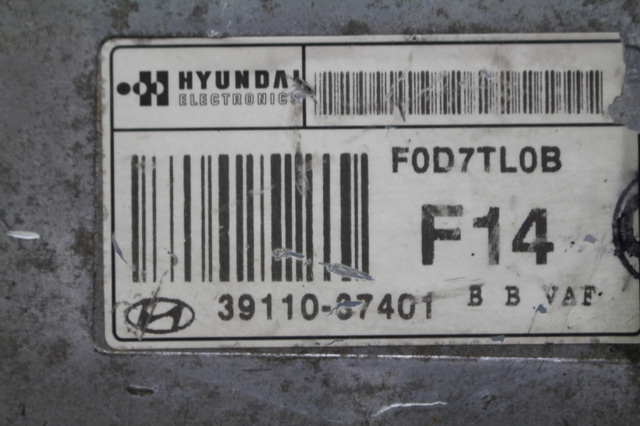 HYUNDAI
ELECTRONICS
F0D7TL0B
F14
39110-37401 B B VAF